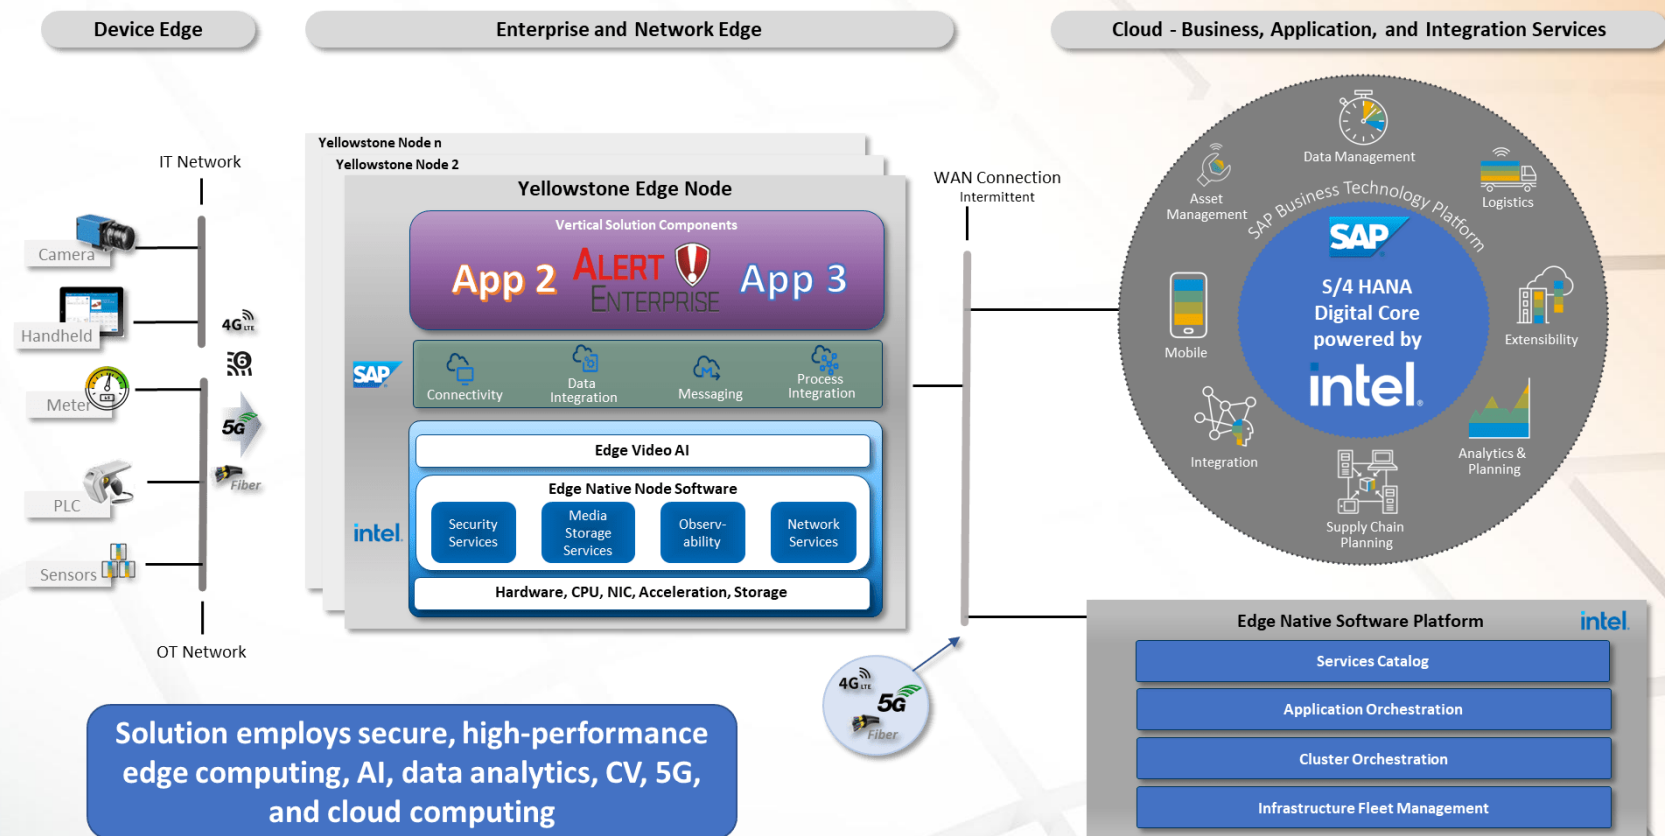 Device Edge
Enterprise and Network Edge
Cloud - Business, Application, and Integration Services
IT Network
Camera
Handheld
Meter
PLC
Sensors
OT Network
4G LTE
6
5G
Fiber
Yellowstone Node n
Yellowstone Node 2
Yellowstone Edge Node
Vertical Solution Components
App 2
ALERT
ENTERPRISE
App 3
SAP
Connectivity
Data
Integration
Messaging
Process
Integration
intel.
Edge Video AI
Edge Native Node Software
Security
Services
Media
Storage
Services
Observ-
ability
Network
Services
Hardware, CPU, NIC, Acceleration, Storage
WAN Connection
Intermittent
4G LTE
5G
Fiber
Data Management
Asset
Management
Logistics
SAP Business Technology Platform
SAP
S/4 HANA
Digital Core
powered by
intel.
Mobile
Extensibility
Integration
Analytics &
Planning
Supply Chain
Planning
Edge Native Software Platform
intel.
Services Catalog
Application Orchestration
Cluster Orchestration
Infrastructure Fleet Management
Solution employs secure, high-performance
edge computing, AI, data analytics, CV, 5G,
and cloud computing